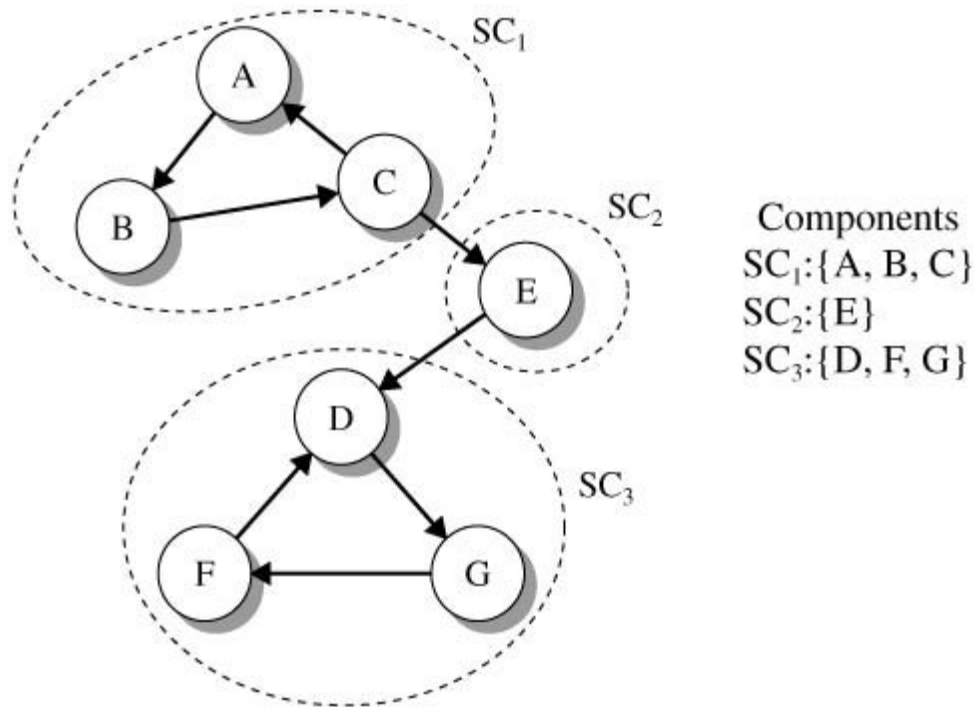 SC₁
A
C
B
SC₂
E
Components
SC₁:{A, B, C}
SC₂:{E}
SC₃:{D, F, G}
D
SC₃
F
G